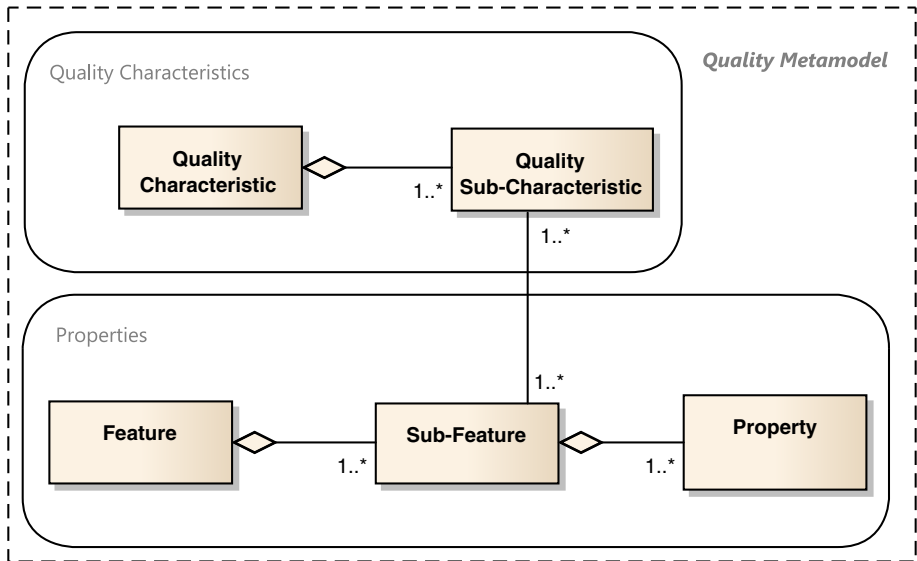 Quality Characteristics
Quality Metamodel
Quality
Characteristic
Quality
Sub-Characteristic
1..*
1..*
Properties
1..*
Feature
Sub-Feature
Property
1..*
1..*